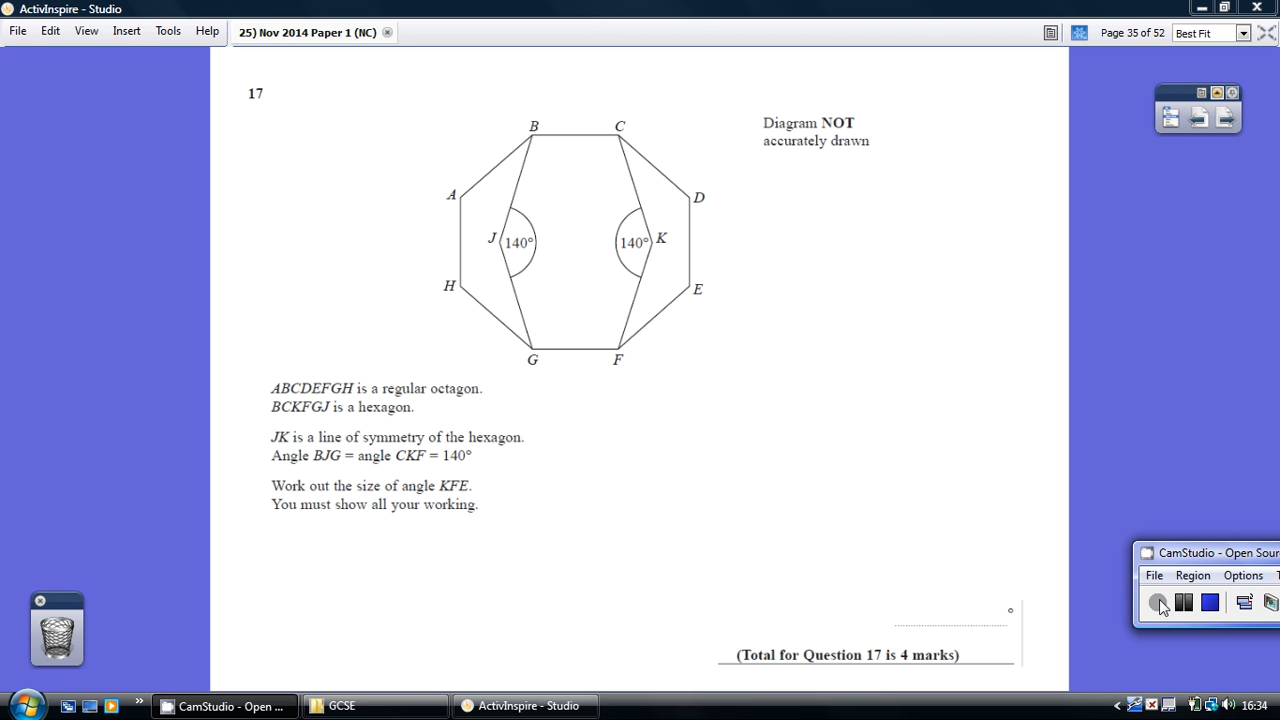 ActivInspire - Studio
File Edit View Insert Tools Help
25) Nov 2014 Paper 1 (NC)
Page 35 of 52
Best Fit
17
Diagram NOT
accurately drawn
B C
A D
J 140° 140° K
H E
G F
ABCDEFGH is a regular octagon.
BCKFGJ is a hexagon.
JK is a line of symmetry of the hexagon.
Angle BJG = angle CKF = 140°
Work out the size of angle KFE.
You must show all your working.
°
(Total for Question 17 is 4 marks)
CamStudio - Open Sour
File Region Options T
CamStudio - Open ...
GCSE
ActivInspire - Studio
16:34